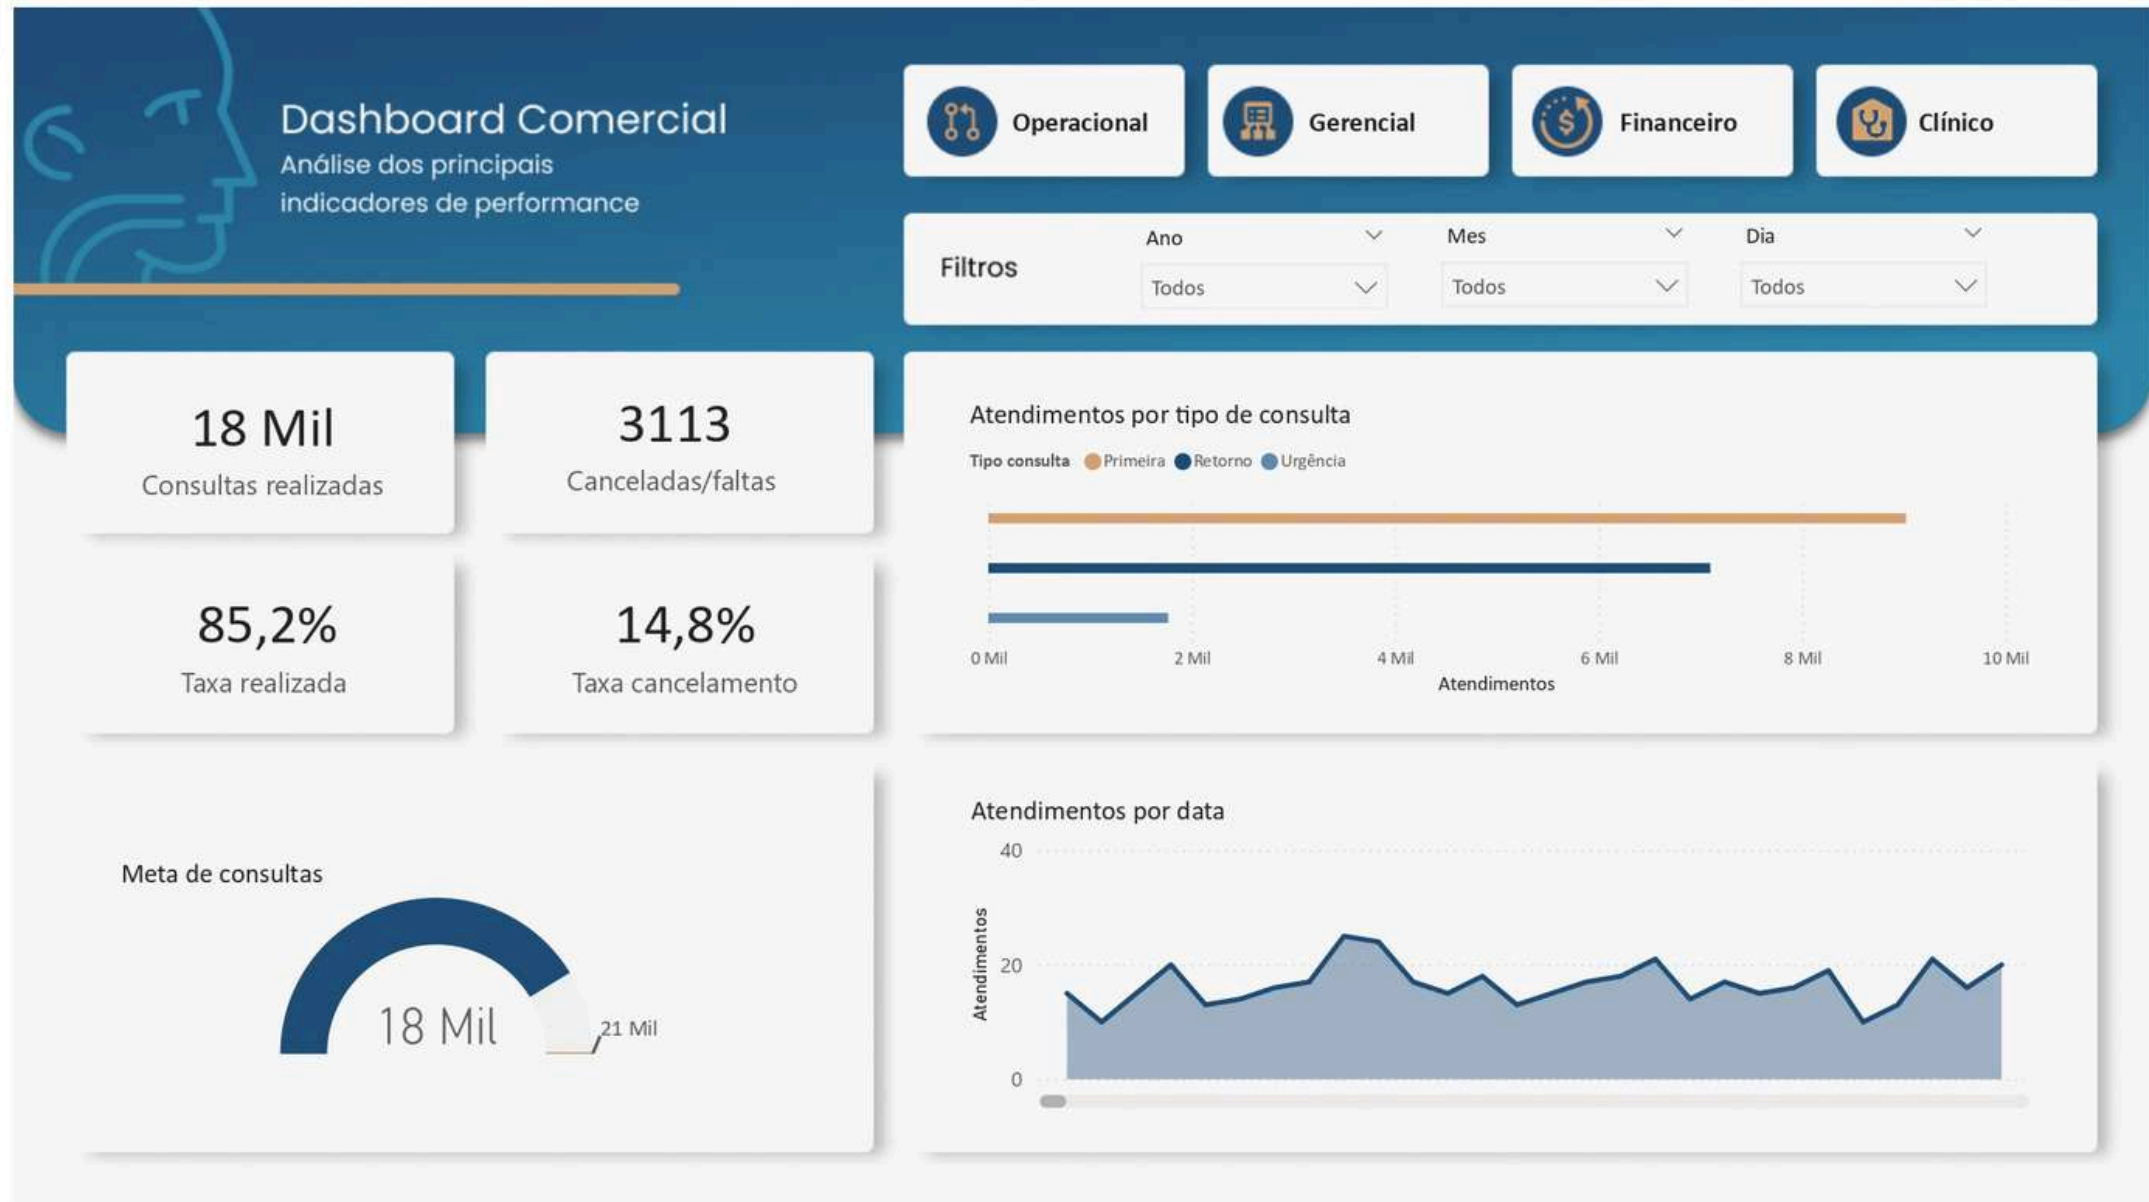 Dashboard Comercial
Análise dos principais
indicadores de performance
Operacional
Gerencial
Financeiro
Clínico
Filtros
Ano
Todos
Mes
Todos
Dia
Todos
18 Mil
Consultas realizadas
3113
Canceladas/faltas
85,2%
Taxa realizada
14,8%
Taxa cancelamento
Atendimentos por tipo de consulta
Tipo consulta Primeira Retorno Urgência
0 Mil 2 Mil 4 Mil 6 Mil 8 Mil 10 Mil
Atendimentos
Meta de consultas
18 Mil
21 Mil
Atendimentos por data
Atendimentos
40
20
0